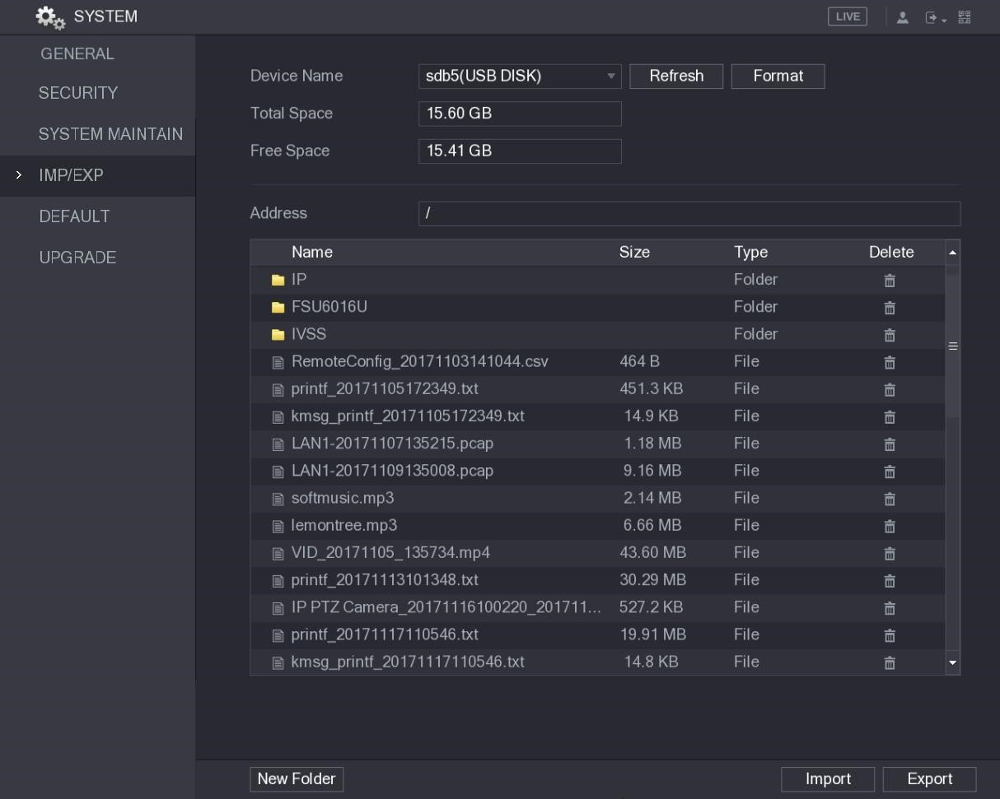 SYSTEM LIVE
GENERAL
SECURITY
SYSTEM MAINTAIN
IMP/EXP
DEFAULT
UPGRADE
Device Name sdb5(USB DISK) Refresh Format
Total Space 15.60 GB
Free Space 15.41 GB
Address /
Name Size Type Delete
IP Folder
FSU6016U Folder
IVSS Folder
RemoteConfig_20171103141044.csv 464 B File
printf_20171105172349.txt 451.3 KB File
kmsg_printf_20171105172349.txt 14.9 KB File
LAN1-20171107135215.pcap 1.18 MB File
LAN1-20171109135008.pcap 9.16 MB File
softmusic.mp3 2.14 MB File
lemontree.mp3 6.66 MB File
VID_20171105_135734.mp4 43.60 MB File
printf_20171113101348.txt 30.29 MB File
IP PTZ Camera_20171116100220_201711... 527.2 KB File
printf_20171117110546.txt 19.91 MB File
kmsg_printf_20171117110546.txt 14.8 KB File
New Folder Import Export